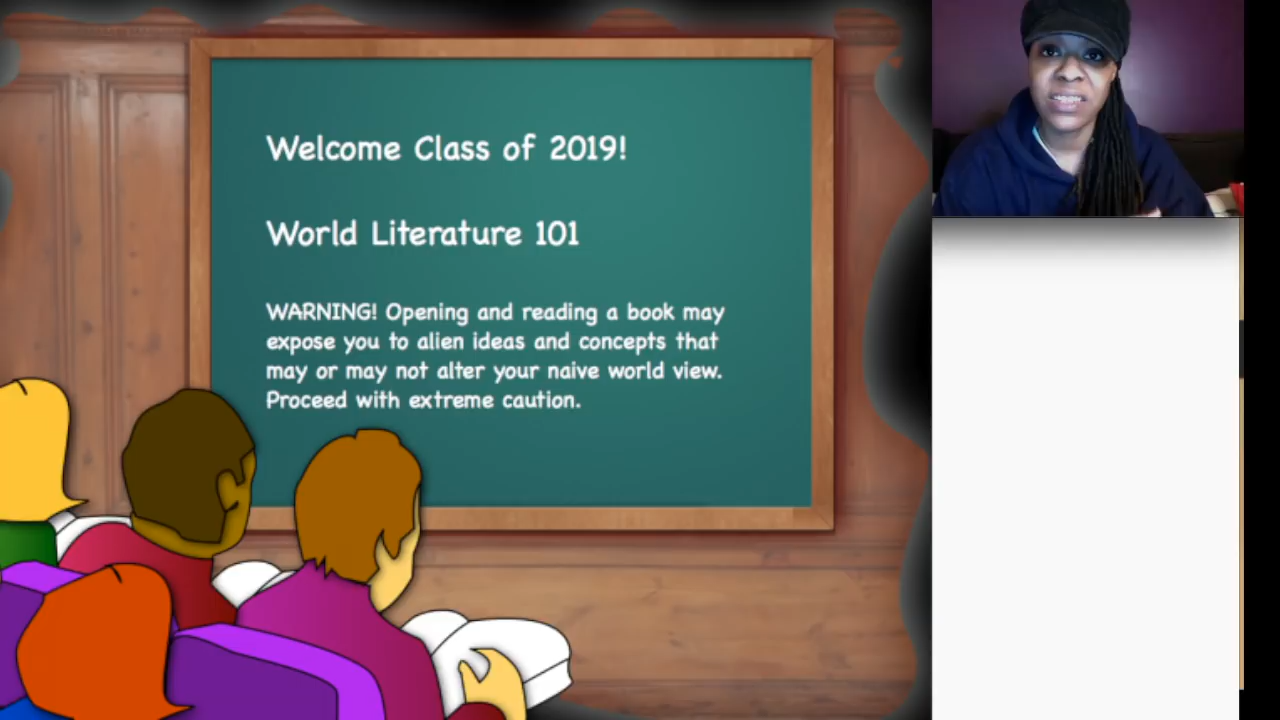 Welcome Class of 2019!
World Literature 101
WARNING! Opening and reading a book may
expose you to alien ideas and concepts that
may or may not alter your naive world view.
Proceed with extreme caution.